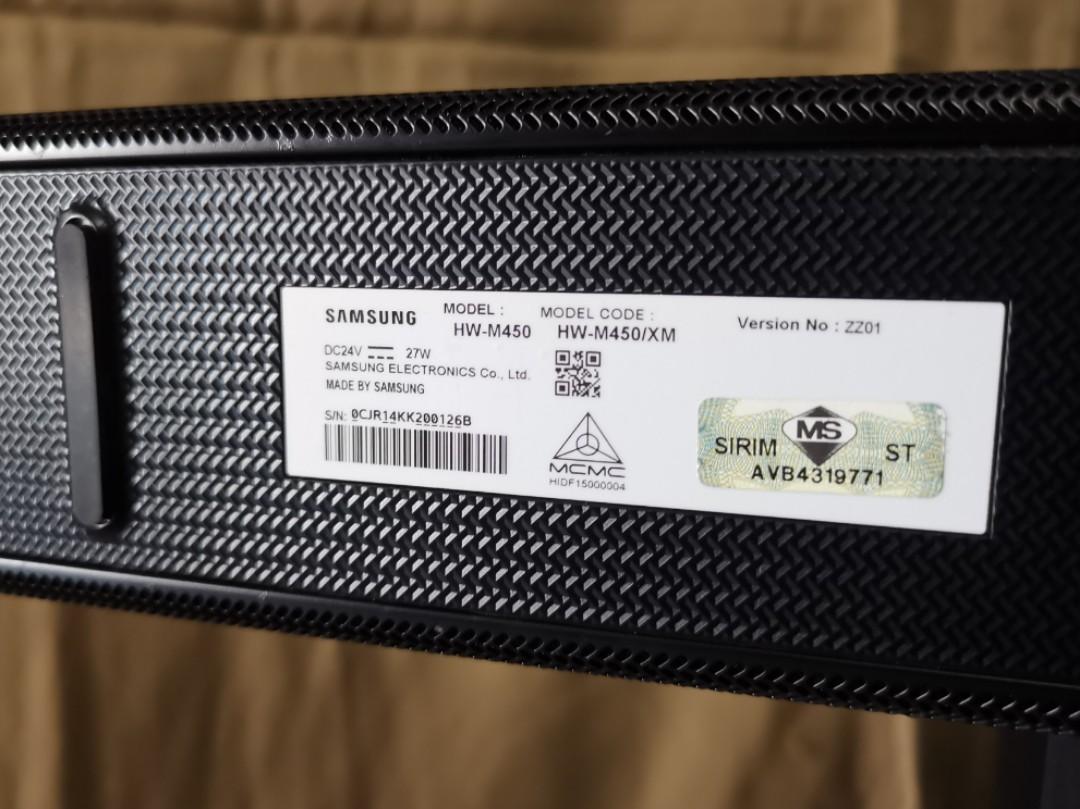 SAMSUNG
MODEL :
HW-M450
MODEL CODE :
HW-M450/XM
Version No : ZZ01
DC24V 27W
SAMSUNG ELECTRONICS Co., Ltd.
MADE BY SAMSUNG
S/N: 0CJR14KK200126B
MCMC
HIDF15000004
MS
SIRIM ST
AVB4319771